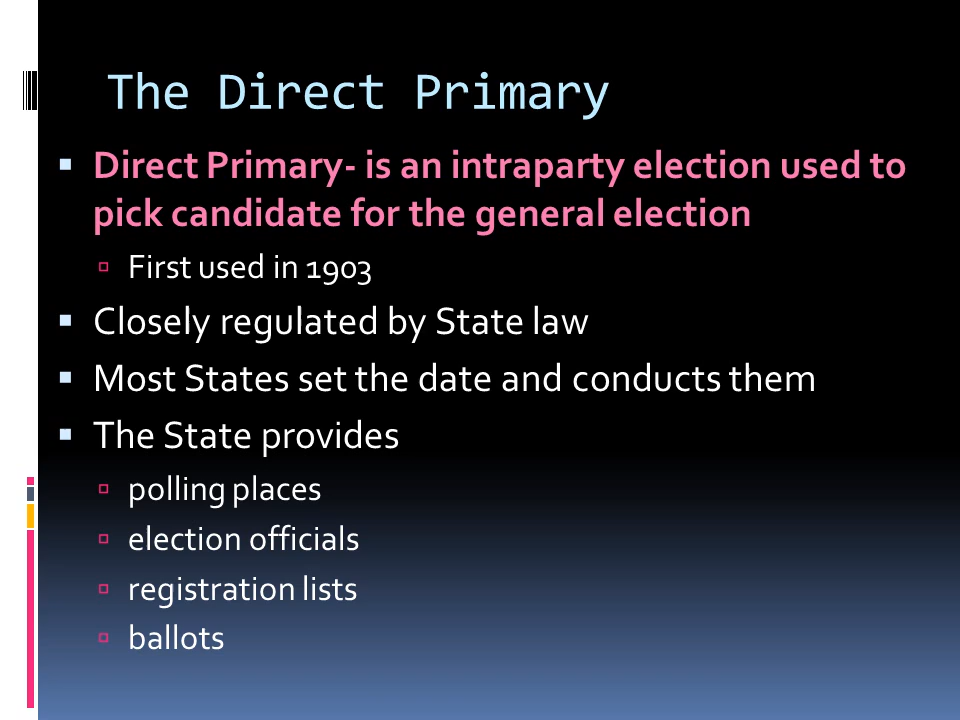 The Direct Primary
Direct Primary- is an intraparty election used to
pick candidate for the general election
First used in 1903
Closely regulated by State law
Most States set the date and conducts them
The State provides
polling places
election officials
registration lists
ballots